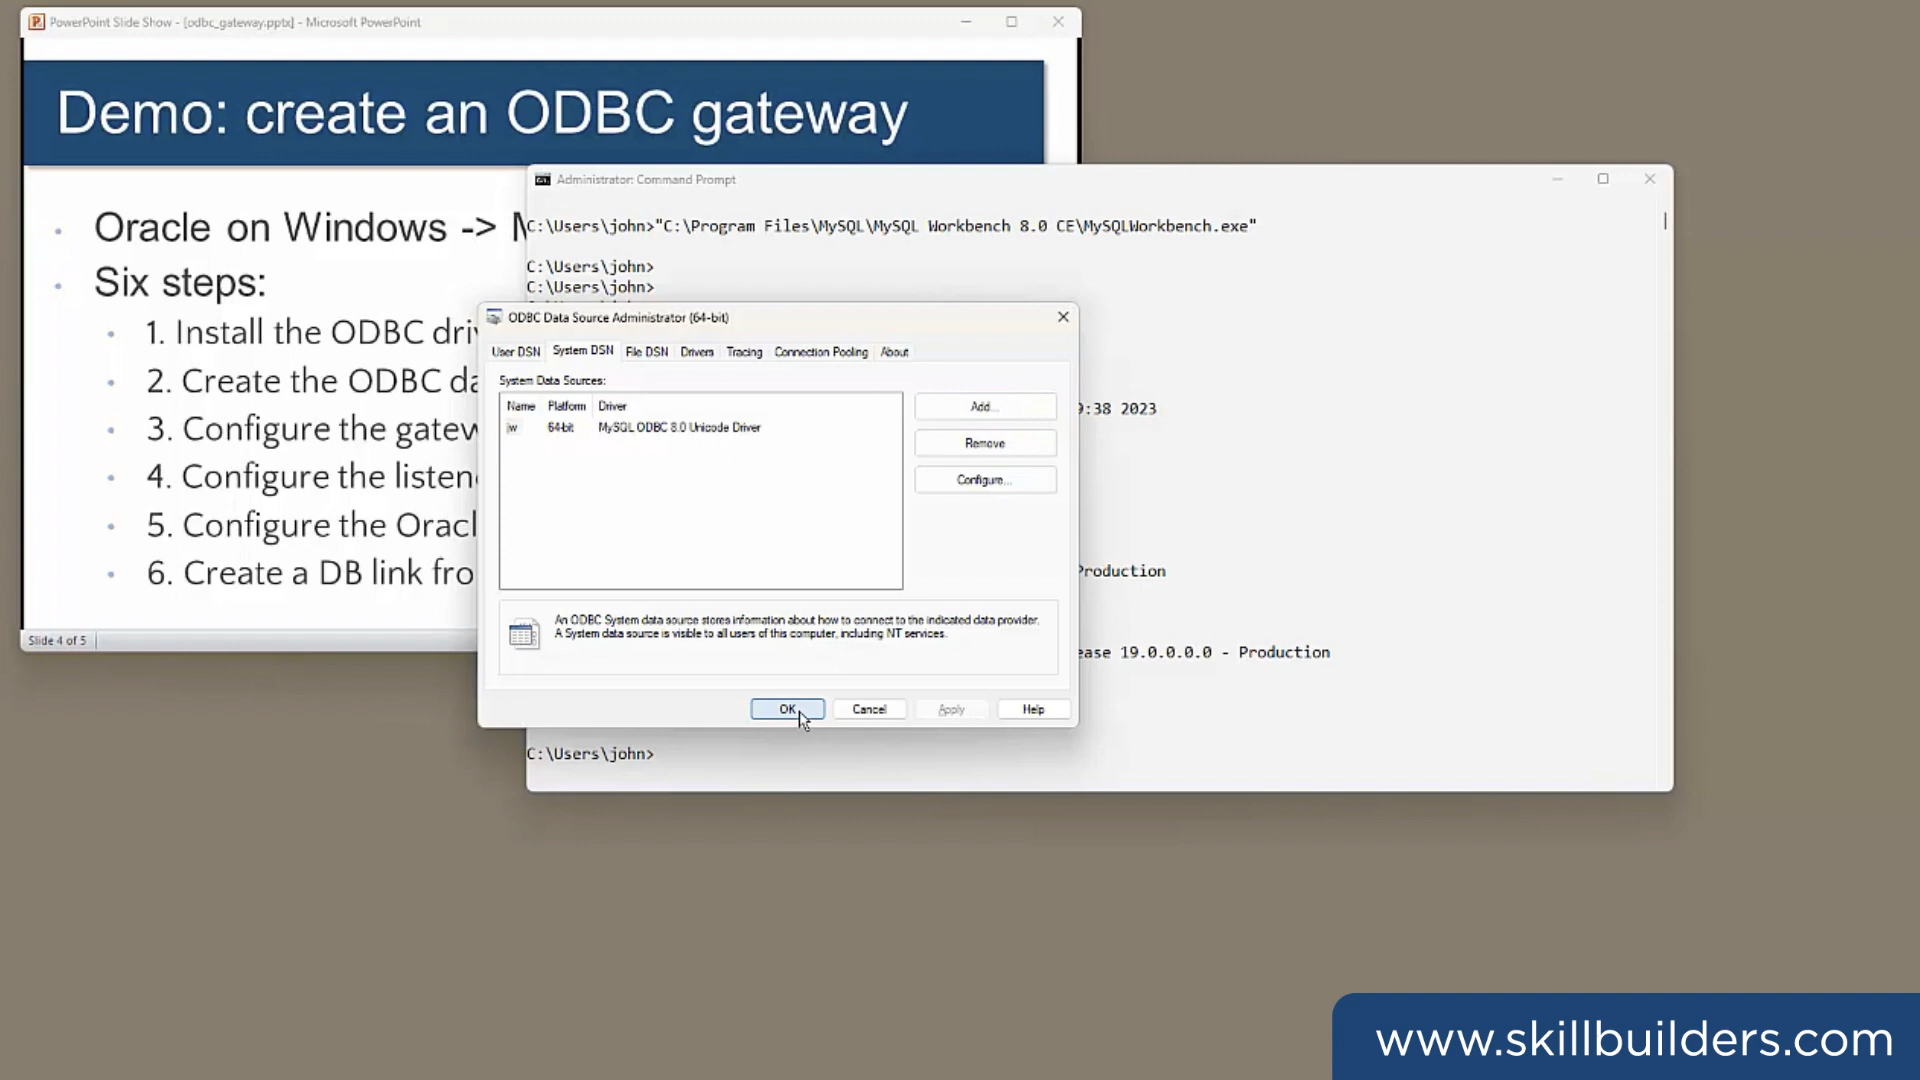 PowerPoint Slide Show - [odbc_gateway.pptx] - Microsoft PowerPoint
Demo: create an ODBC gateway
Oracle on Windows ->
Six steps:
1. Install the ODBC
2. Create the ODBC
3. Configure the
4. Configure the
5. Configure the
6. Create a DB link
Slide 4 of 5
Administrator: Command Prompt
C:\Users\john>"C:\Program Files\MySQL\MySQL Workbench 8.0 CE\MySQLWorkbench.exe"
C:\Users\john>
C:\Users\john>
9:38 2023
Production
ease 19.0.0.0.0 - Production
C:\Users\john>
ODBC Data Source Administrator (64-bit)
User DSN System DSN File DSN Drivers Tracing Connection Pooling About
System Data Sources:
Name Platform Driver
jw 64-bit MySQL ODBC 8.0 Unicode Driver
Add...
Remove
Configure...
An ODBC System data source stores information about how to connect to the indicated data provider.
A System data source is visible to all users of this computer, including NT services.
OK Cancel Apply Help
www.skillbuilders.com